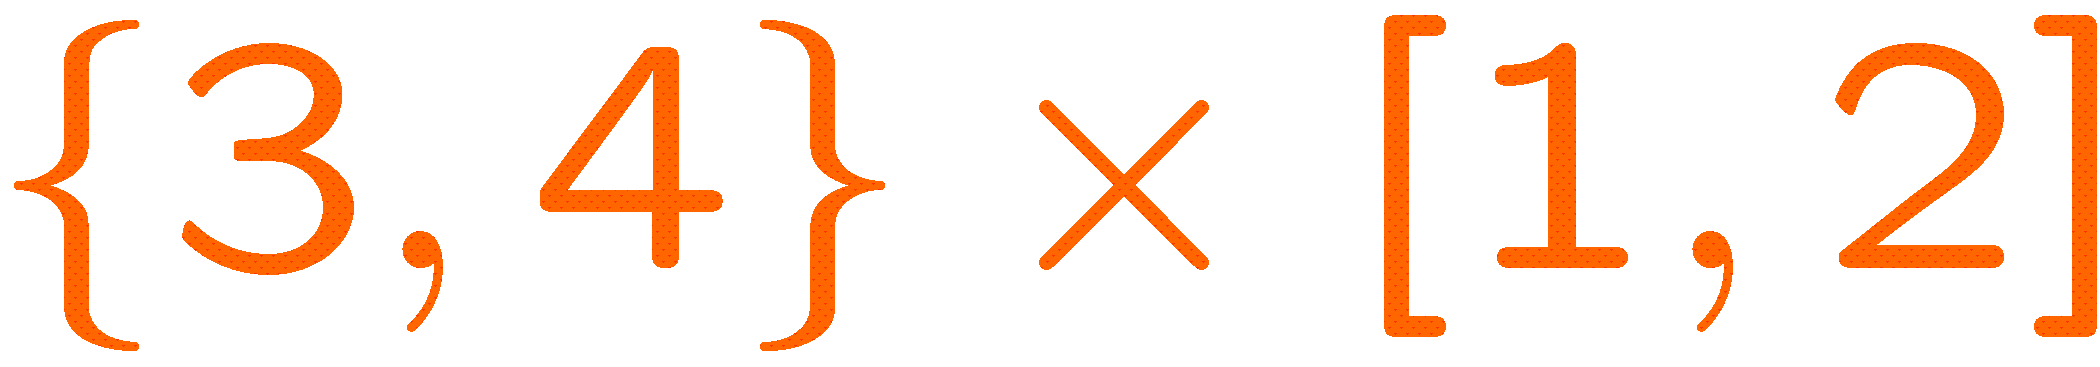 {3, 4} × [1, 2]